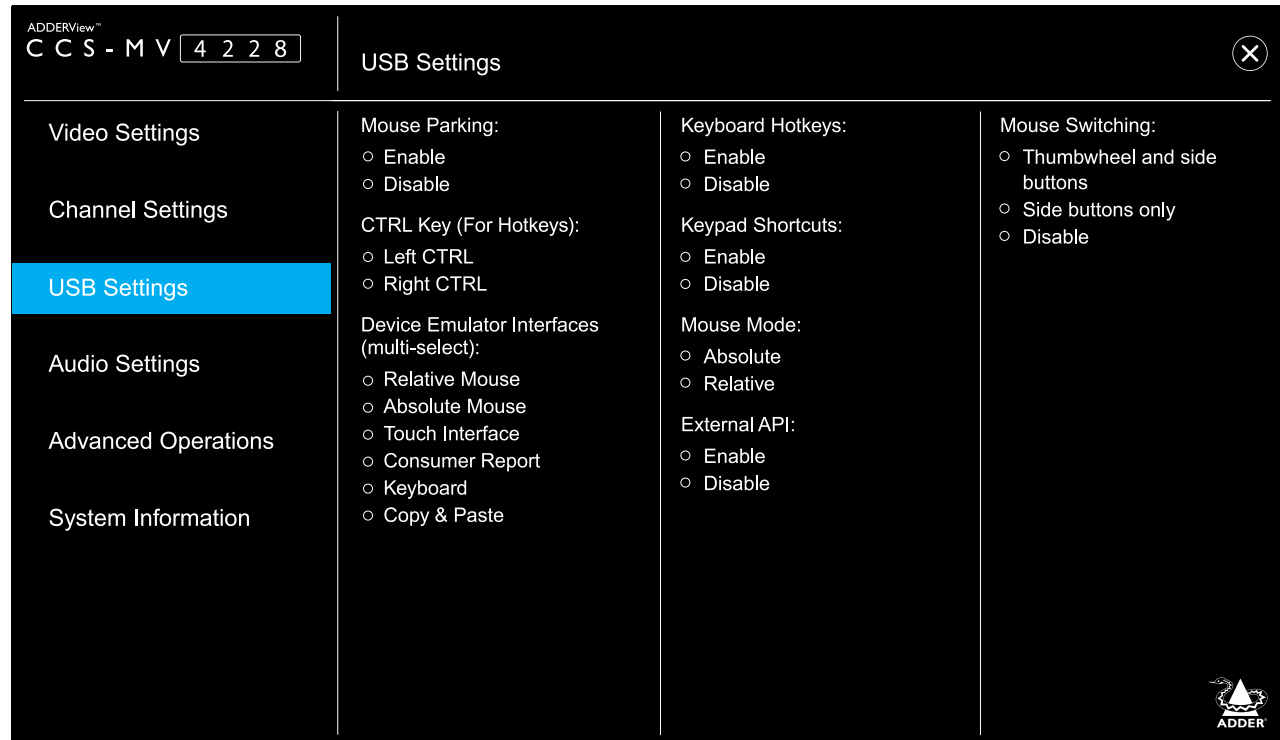 ADDERView™
CCS-MV 4228
USB Settings
Video Settings
Channel Settings
USB Settings
Audio Settings
Advanced Operations
System Information
Mouse Parking:
Enable
Disable
CTRL Key (For Hotkeys):
Left CTRL
Right CTRL
Device Emulator Interfaces
(multi-select):
Relative Mouse
Absolute Mouse
Touch Interface
Consumer Report
Keyboard
Copy & Paste
Keyboard Hotkeys:
Enable
Disable
Keypad Shortcuts:
Enable
Disable
Mouse Mode:
Absolute
Relative
External API:
Enable
Disable
Mouse Switching:
Thumbwheel and side
buttons
Side buttons only
Disable
ADDER®